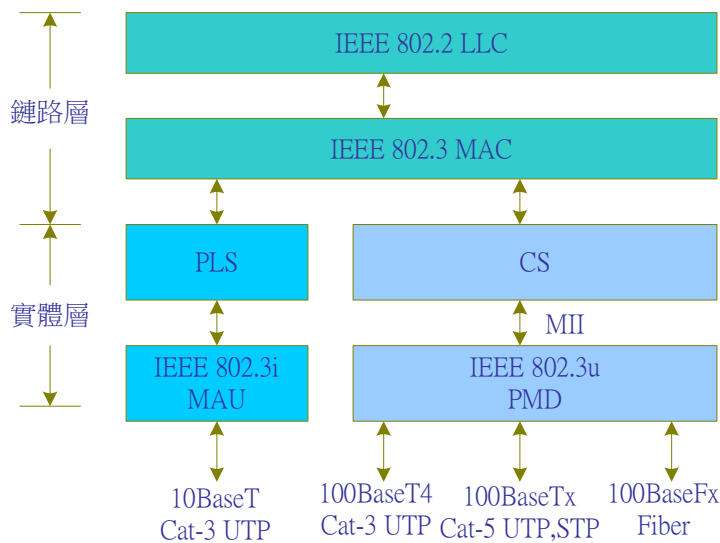 IEEE 802.2 LLC
鏈路層
IEEE 802.3 MAC
PLS
CS
實體層
MII
IEEE 802.3i
MAU
IEEE 802.3u
PMD
10BaseT
Cat-3 UTP
100BaseT4
Cat-3 UTP
100BaseTx
Cat-5 UTP,STP
100BaseFx
Fiber